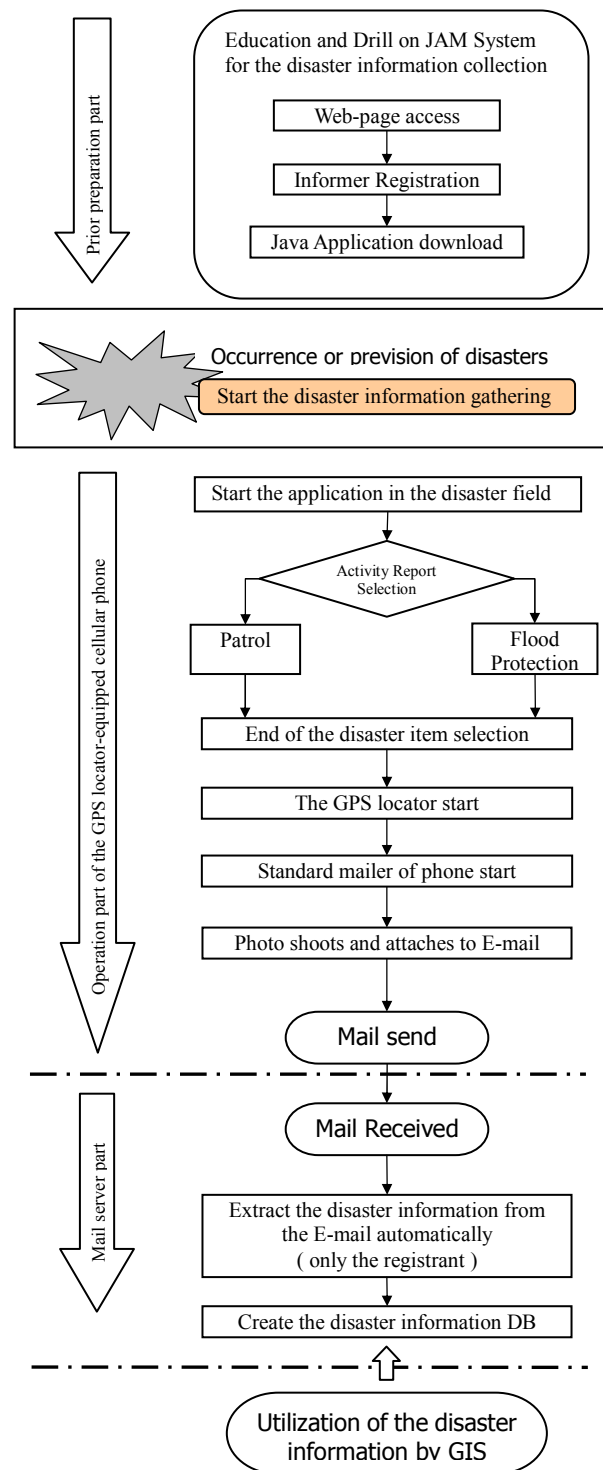 Education and Drill on JAM System
for the disaster information collection
Web-page access
Informer Registration
Java Application download
Prior preparation part
Occurrence or prevision of disasters
Start the disaster information gathering
Start the application in the disaster field
Activity Report
Selection
Patrol
Flood
Protection
End of the disaster item selection
The GPS locator start
Standard mailer of phone start
Photo shoots and attaches to E-mail
Mail send
Operation part of the GPS locator-equipped cellular phone
Mail Received
Extract the disaster information from
the E-mail automatically
( only the registrant )
Create the disaster information DB
Mail server part
Utilization of the disaster
information by GIS